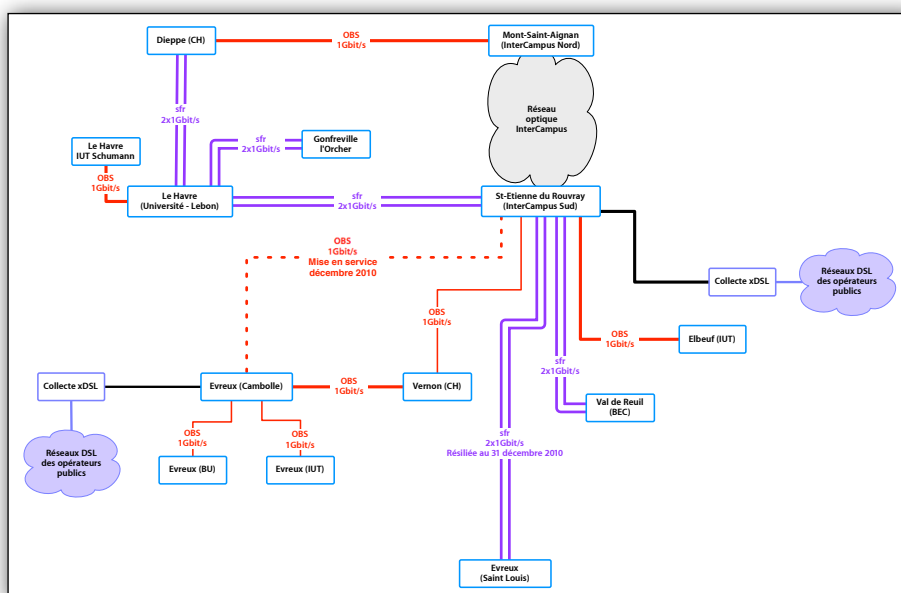 Dieppe (CH)
OBS
1Gbit/s
Mont-Saint-Aignan
(InterCampus Nord)
Réseau
optique
InterCampus
sfr
2x1Gbit/s
Le Havre
IUT Schumann
sfr
2x1Gbit/s
Gonfreville
l'Orcher
OBS
1Gbit/s
Le Havre
(Université - Lebon)
sfr
2x1Gbit/s
St-Etienne du Rouvray
(InterCampus Sud)
OBS
1Gbit/s
Mise en service
décembre 2010
Collecte xDSL
Réseaux DSL
des opérateurs
publics
OBS
1Gbit/s
OBS
1Gbit/s
Elbeuf (IUT)
sfr
2x1Gbit/s
Collecte xDSL
Evreux (Cambolle)
OBS
1Gbit/s
Vernon (CH)
Val de Reuil
(BEC)
OBS
1Gbit/s
OBS
1Gbit/s
sfr
2x1Gbit/s
Résiliée au 31 décembre 2010
Réseaux DSL
des opérateurs
publics
Evreux (BU)
Evreux (IUT)
Evreux
(Saint Louis)